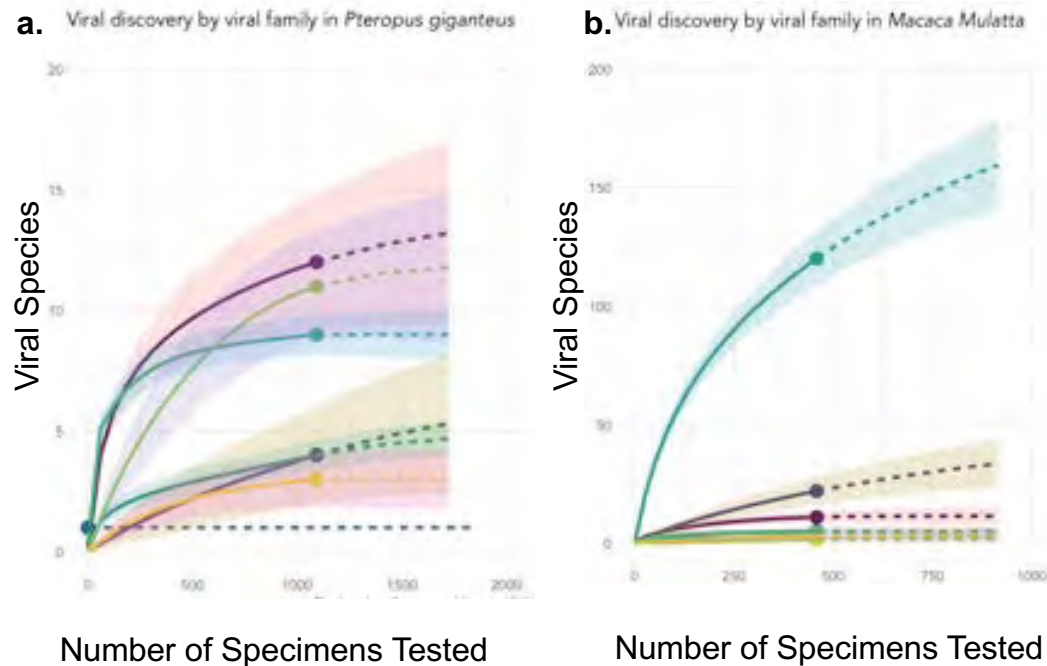 a. Viral discovery by viral family in Pteropus giganteus
b. Viral discovery by viral family in Macaca Mulatta
Viral Species
20
15
10
5
0
0 500 1000 1500 2000
Number of Specimens Tested
Viral Species
200
150
100
50
0
0 250 500 750 1000
Number of Specimens Tested